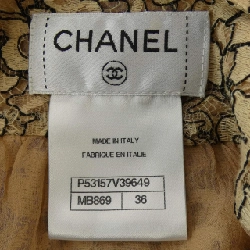 CHANEL
MADE IN ITALY
FABRIQUE EN ITALIE
P53157V39649
MB869 36